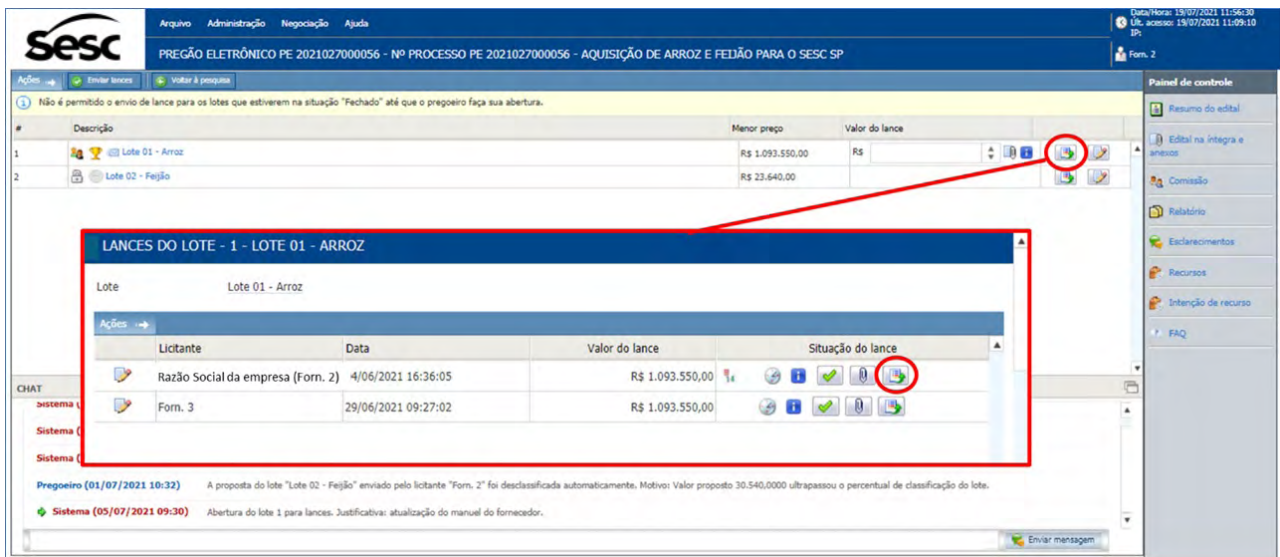 Sesc
Arquivo Administração Negociação Ajuda
Data/Hora: 19/07/2021 11:56:30
Últ. acesso: 19/07/2021 11:09:10
IP:
PREGÃO ELETRÔNICO PE 2021027000056 - Nº PROCESSO PE 2021027000056 - AQUISIÇÃO DE ARROZ E FEIJÃO PARA O SESC SP
Forn. 2
Ações Enviar lances Voltar à pesquisa
Painel de controle
Não é permitido o envio de lance para os lotes que estiverem na situação "Fechado" até que o pregoeiro faça sua abertura.
Resumo do edital
# Descrição Menor preço Valor do lance
Edital na íntegra e
anexos
1 Lote 01 - Arroz R$ 1.093.550,00 R$
2 Lote 02 - Feijão R$ 23.640,00
Comissão
Relatório
Esclarecimentos
Recursos
Intenção de recurso
FAQ
LANCES DO LOTE - 1 - LOTE 01 - ARROZ
Lote Lote 01 - Arroz
Ações
Licitante Data Valor do lance Situação do lance
Razão Social da empresa (Forn. 2) 4/06/2021 16:36:05 R$ 1.093.550,00
Forn. 3 29/06/2021 09:27:02 R$ 1.093.550,00
CHAT
Sistema (
Sistema (
Sistema (
Pregoeiro (01/07/2021 10:32) A proposta do lote "Lote 02 - Feijão" enviado pelo licitante "Forn. 2" foi desclassificada automaticamente. Motivo: Valor proposto 30.540,0000 ultrapassou o percentual de classificação do lote.
Sistema (05/07/2021 09:30) Abertura do lote 1 para lances. Justificativa: atualização do manuel do fornecedor.
Enviar mensagem